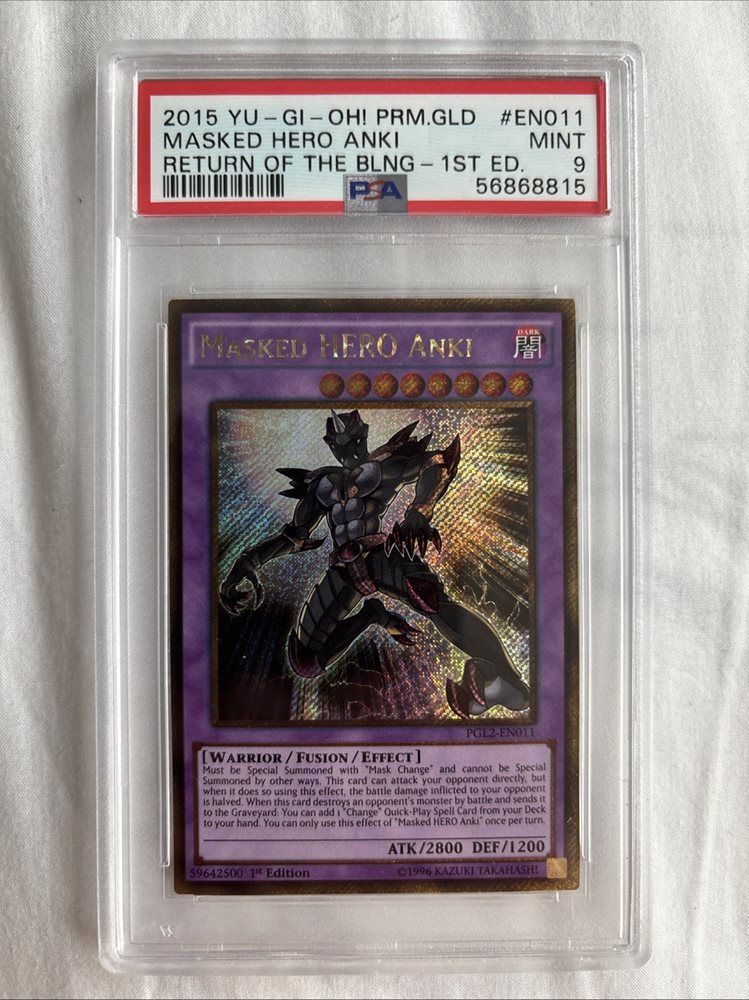 2015 YU-GI-OH! PRM.GLD #EN011
MASKED HERO ANKI MINT
RETURN OF THE BLNG-1ST ED. 9
PSA 56868815
MASKED HERO ANKI
DARK
闇
PGL2-EN011
[WARRIOR/FUSION/EFFECT]
Must be Special Summoned with "Mask Change" and cannot be Special
Summoned by other ways. This card can attack your opponent directly, but
when it does so using this effect, the battle damage inflicted to your opponent
is halved. When this card destroys an opponent's monster by battle and sends it
to the Graveyard: You can add 1 "Change" Quick-Play Spell Card from your Deck
to your hand. You can only use this effect of "Masked HERO Anki" once per turn.
ATK/2800 DEF/1200
59642500 1st Edition ©1996 KAZUKI TAKAHASHI